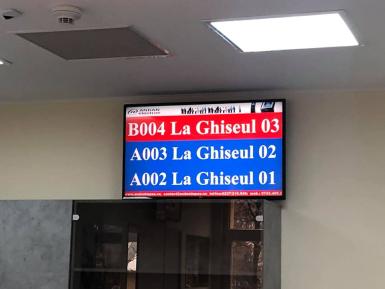 B004 La Ghiseul 03
A003 La Ghiseul 02
A002 La Ghiseul 01